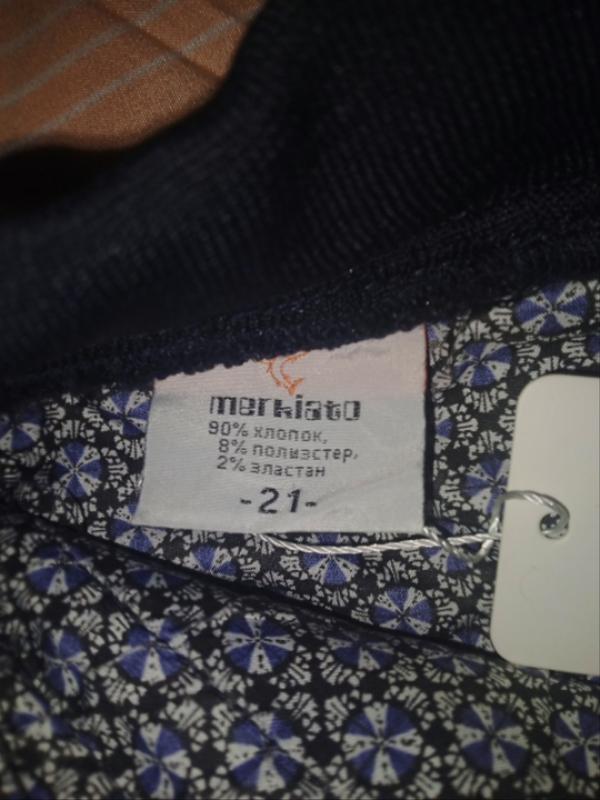 merkiato
90% хлопок,
8% полиэстер,
2% эластан
-21-